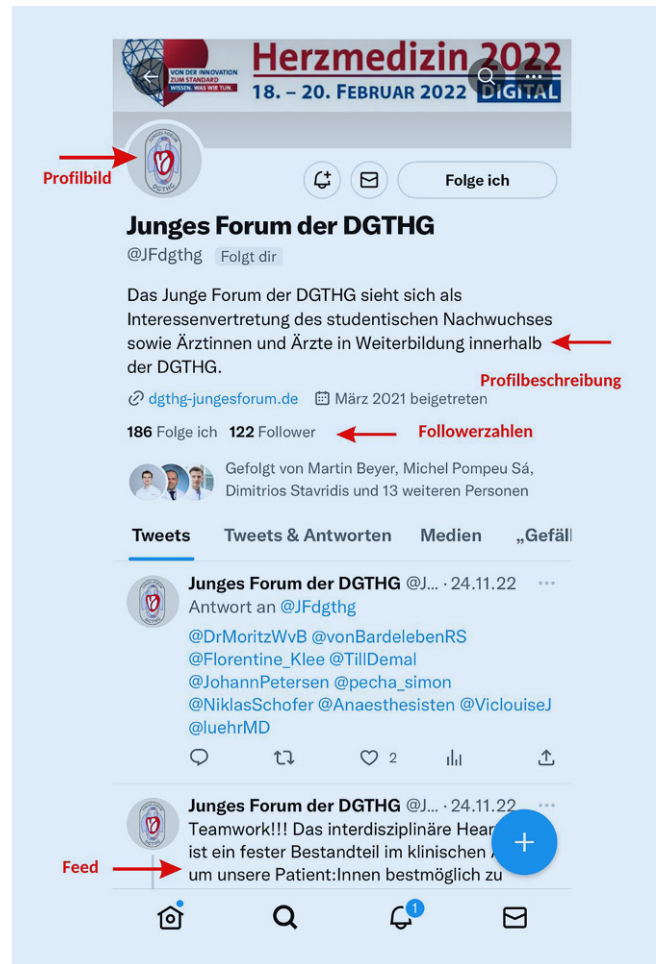 VON DER INNOVATION
ZUM STANDARD
WISSEN. WAS WIR TUN.
Herzmedizin 2022
18. – 20. FEBRUAR 2022 DIGITAL
JUNGES FORUM
DGTHG
Profilbild
Folge ich
Junges Forum der DGTHG
@JFdgthg Folgt dir
Das Junge Forum der DGTHG sieht sich als
Interessenvertretung des studentischen Nachwuchses
sowie Ärztinnen und Ärzte in Weiterbildung innerhalb
der DGTHG.
Profilbeschreibung
dgthg-jungesforum.de März 2021 beigetreten
186 Folge ich 122 Follower
Followerzahlen
Gefolgt von Martin Beyer, Michel Pompeu Sá,
Dimitrios Stavridis und 13 weiteren Personen
Tweets Tweets & Antworten Medien „Gefäll
Junges Forum der DGTHG @J... · 24.11.22
Antwort an @JFdgthg
@DrMoritzWvB @vonBardelebenRS
@Florentine_Klee @TillDemal
@JohannPetersen @pecha_simon
@NiklasSchofer @Anaesthesisten @ViclouiseJ
@luehrMD
2
Junges Forum der DGTHG @J... · 24.11.22
Teamwork!!! Das interdisziplinäre Hear
ist ein fester Bestandteil im klinischen
um unsere Patient:Innen bestmöglich zu
Feed
1